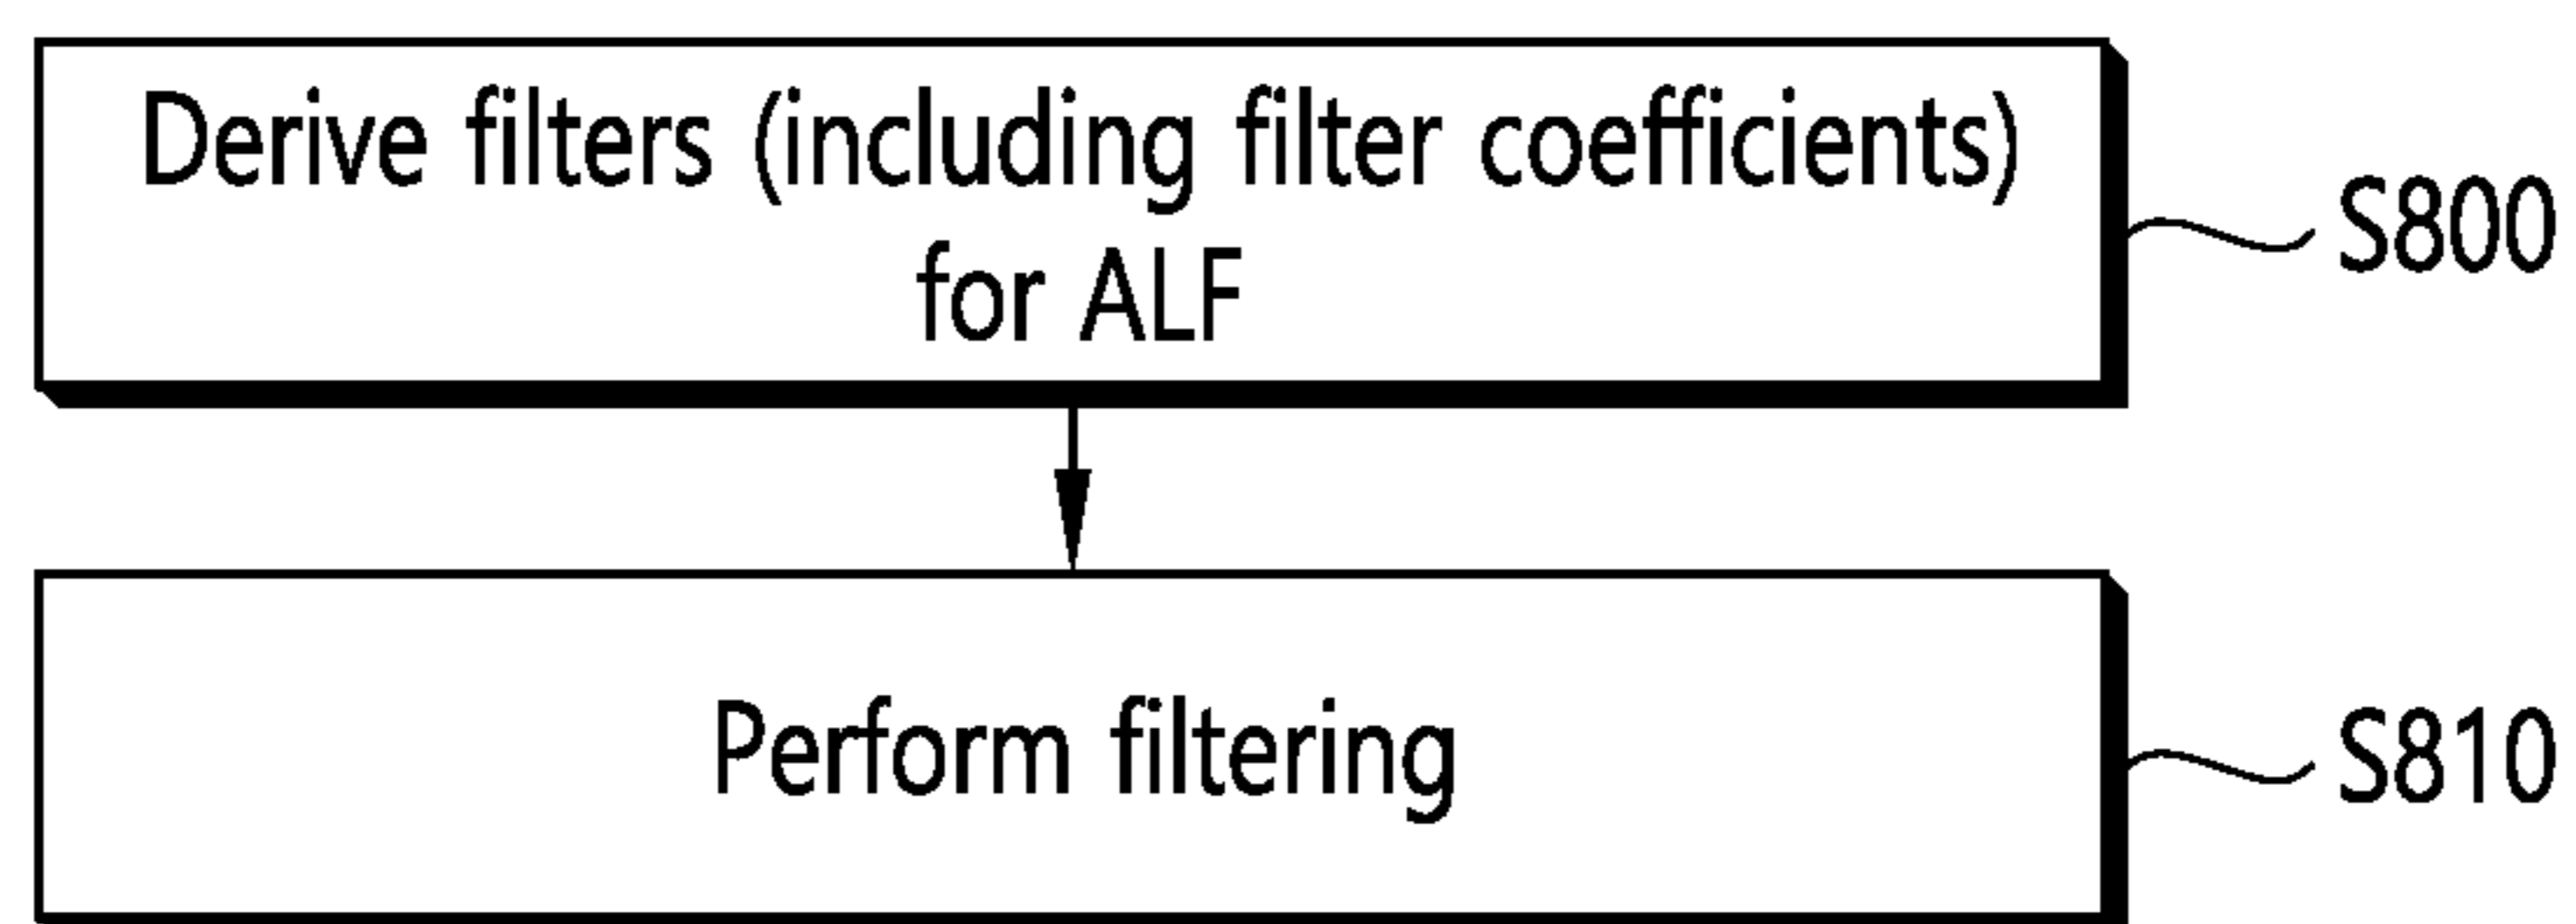 Derive filters (including filter coefficients)
for ALF
S800
Perform filtering
S810